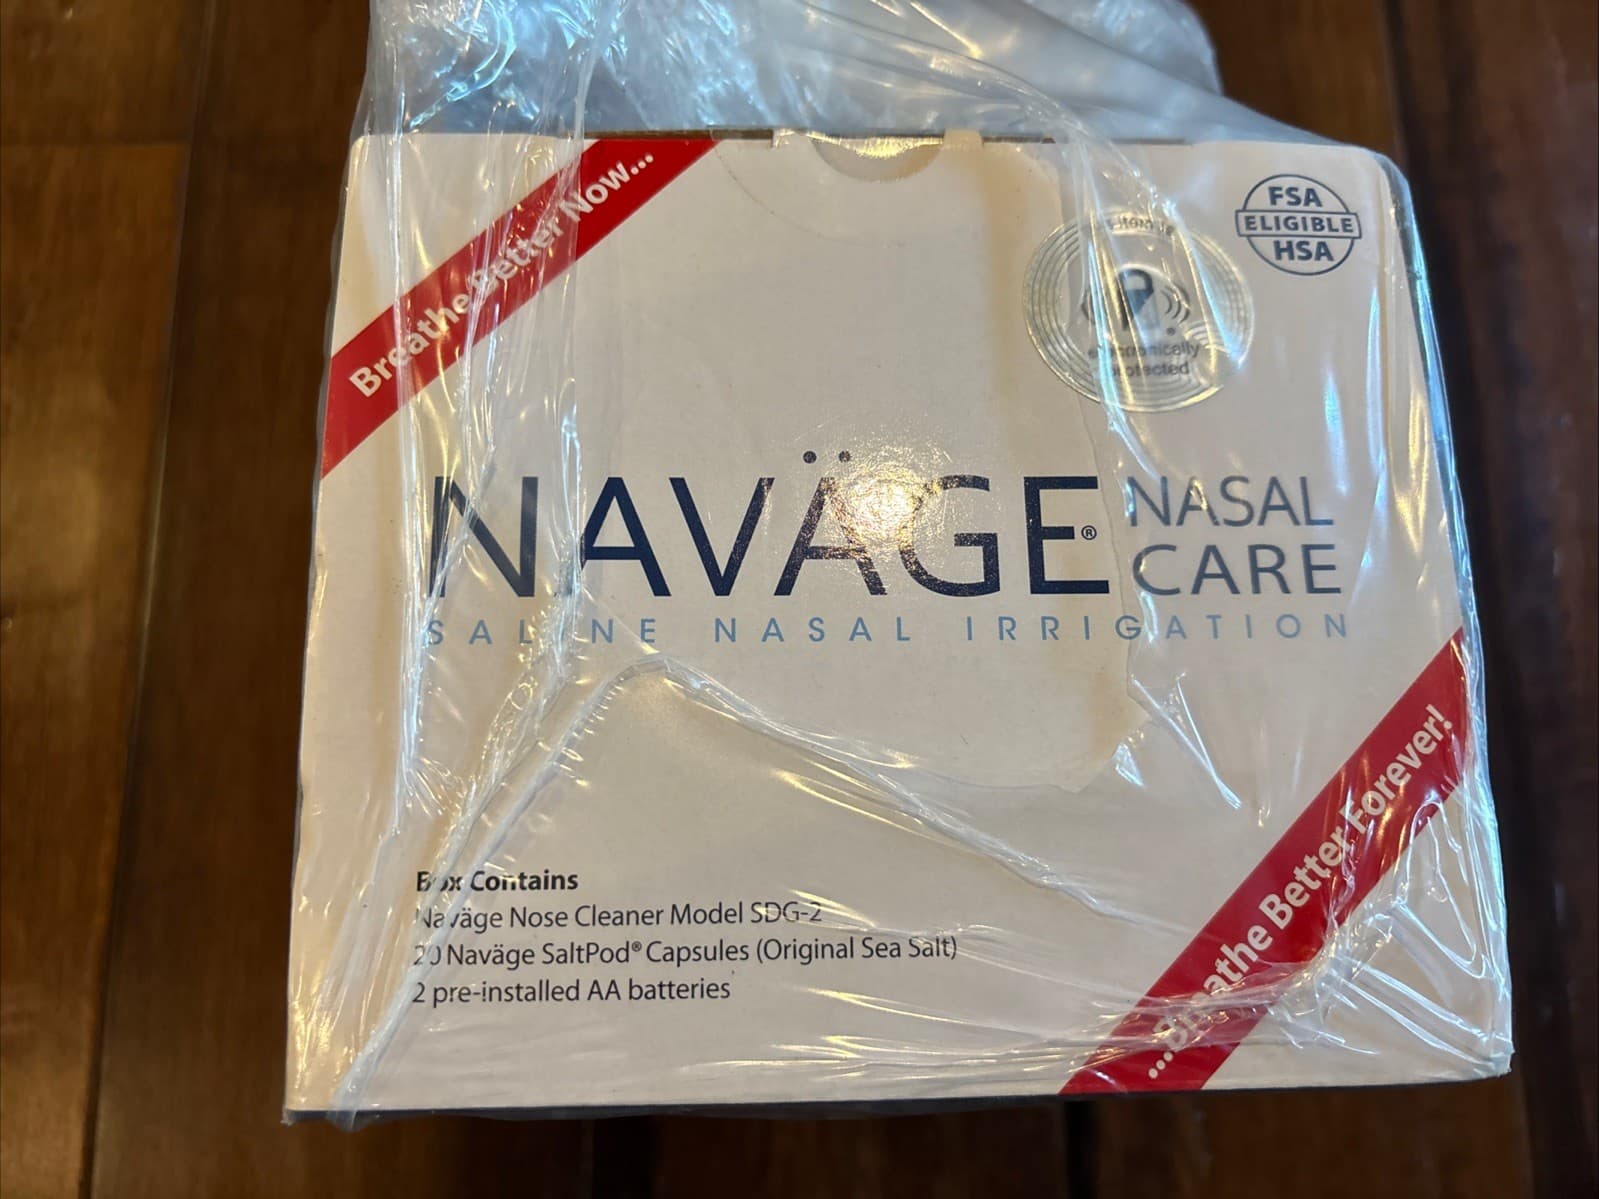 Breathe Better Now...
FSA
ELIGIBLE
HSA
electronically
protected
NAVÄGE®
NASAL
CARE
SALINE NASAL IRRIGATION
...Breathe Better Forever!
Box Contains
Naväge Nose Cleaner Model SDG-2
20 Naväge SaltPod® Capsules (Original Sea Salt)
2 pre-installed AA batteries